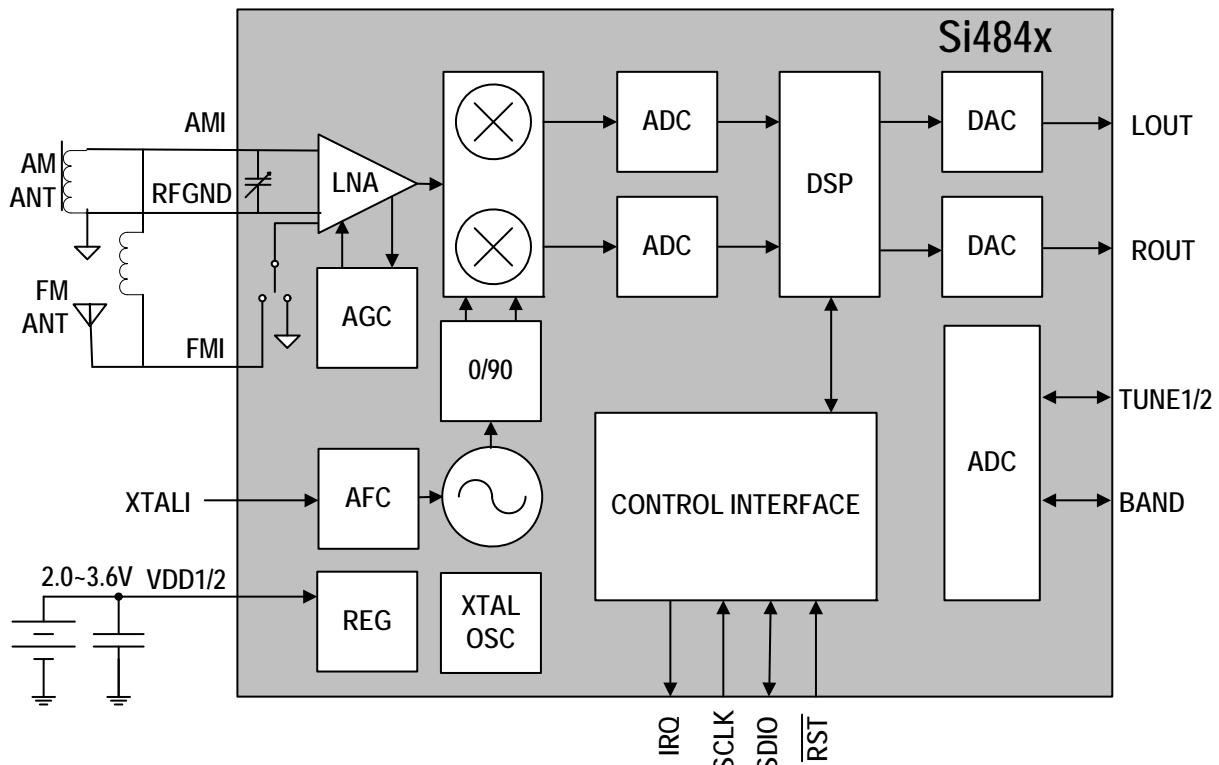 Si484x
AMI
AM
ANT
RFGND
LNA
ADC
DSP
DAC
LOUT
ADC
DAC
ROUT
FM
ANT
FMI
AGC
0/90
ADC
TUNE1/2
BAND
XTALI
AFC
CONTROL INTERFACE
2.0~3.6V
VDD1/2
REG
XTAL
OSC
IRQ
SCLK
SDIO
RST